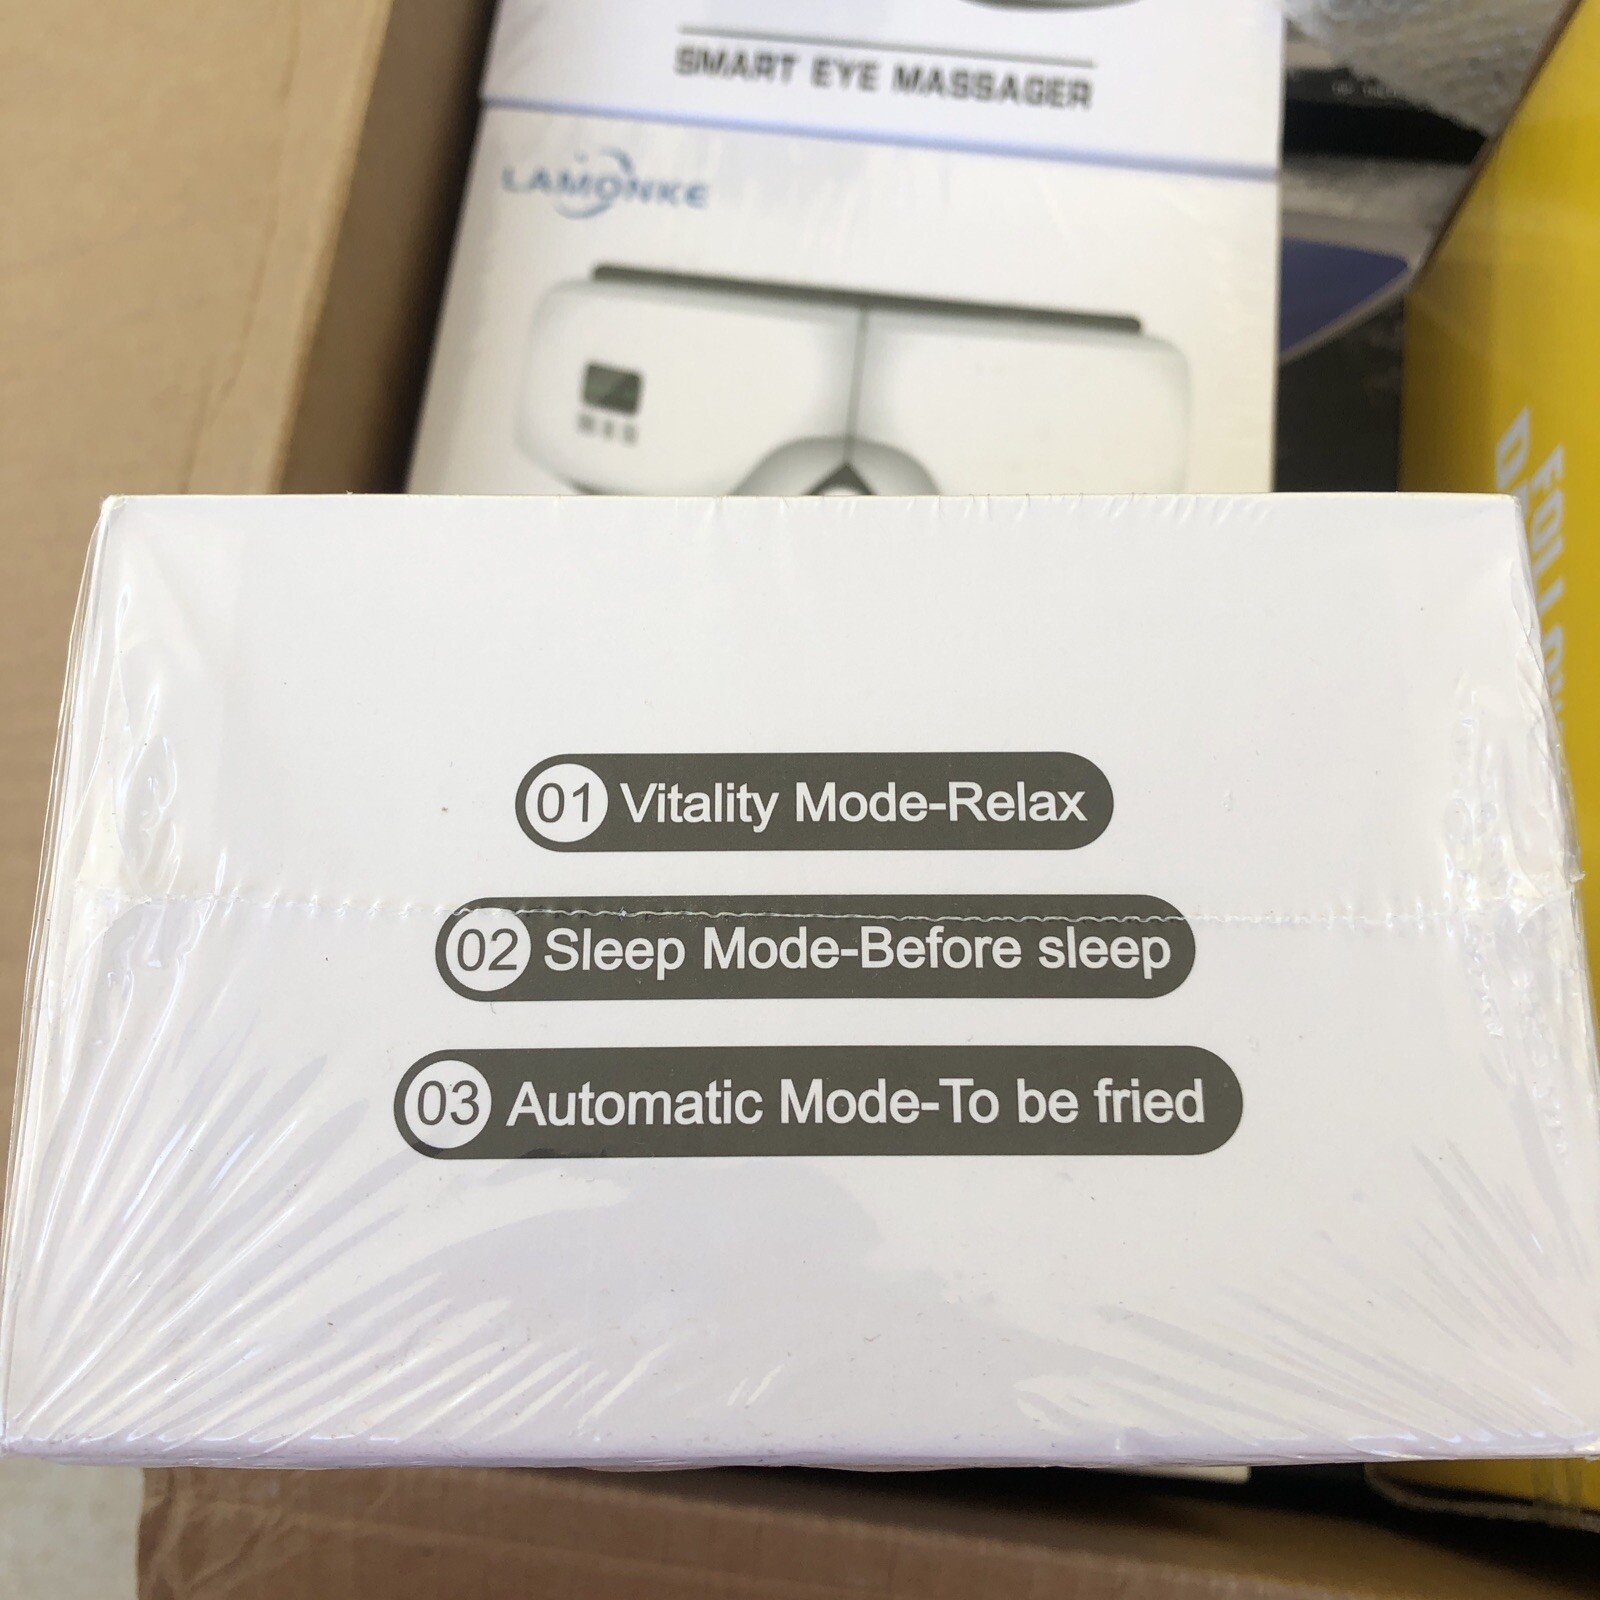 SMART EYE MASSAGER
LAMONKE
01 Vitality Mode-Relax
02 Sleep Mode-Before sleep
03 Automatic Mode-To be fried